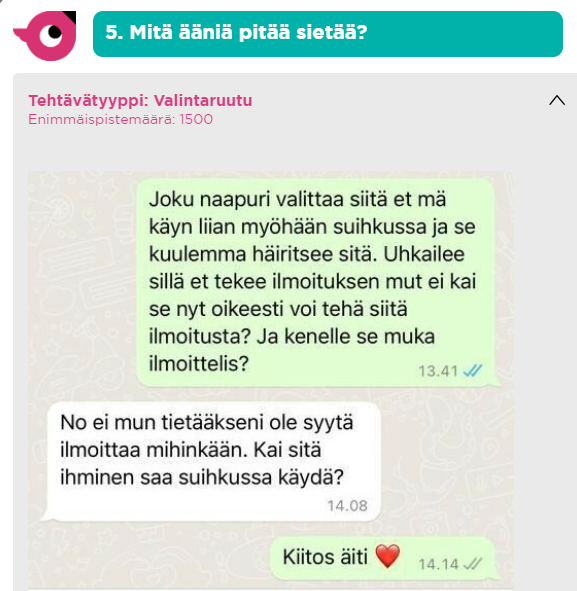 5. Mitä ääniä pitää sietää?
Tehtävätyyppi: Valintaruutu
Enimmäispistemäärä: 1500
Joku naapuri valittaa siitä et mä
käyn liian myöhään suihkussa ja se
kuulemma häiritsee sitä. Uhkailee
sillä et tekee ilmoituksen mut ei kai
se nyt oikeesti voi tehä siitä
ilmoitusta? Ja kenelle se muka
ilmoittelis?
13.41
No ei mun tietääkseni ole syytä
ilmoittaa mihinkään. Kai sitä
ihminen saa suihkussa käydä?
14.08
Kiitos äiti ❤️
14.14